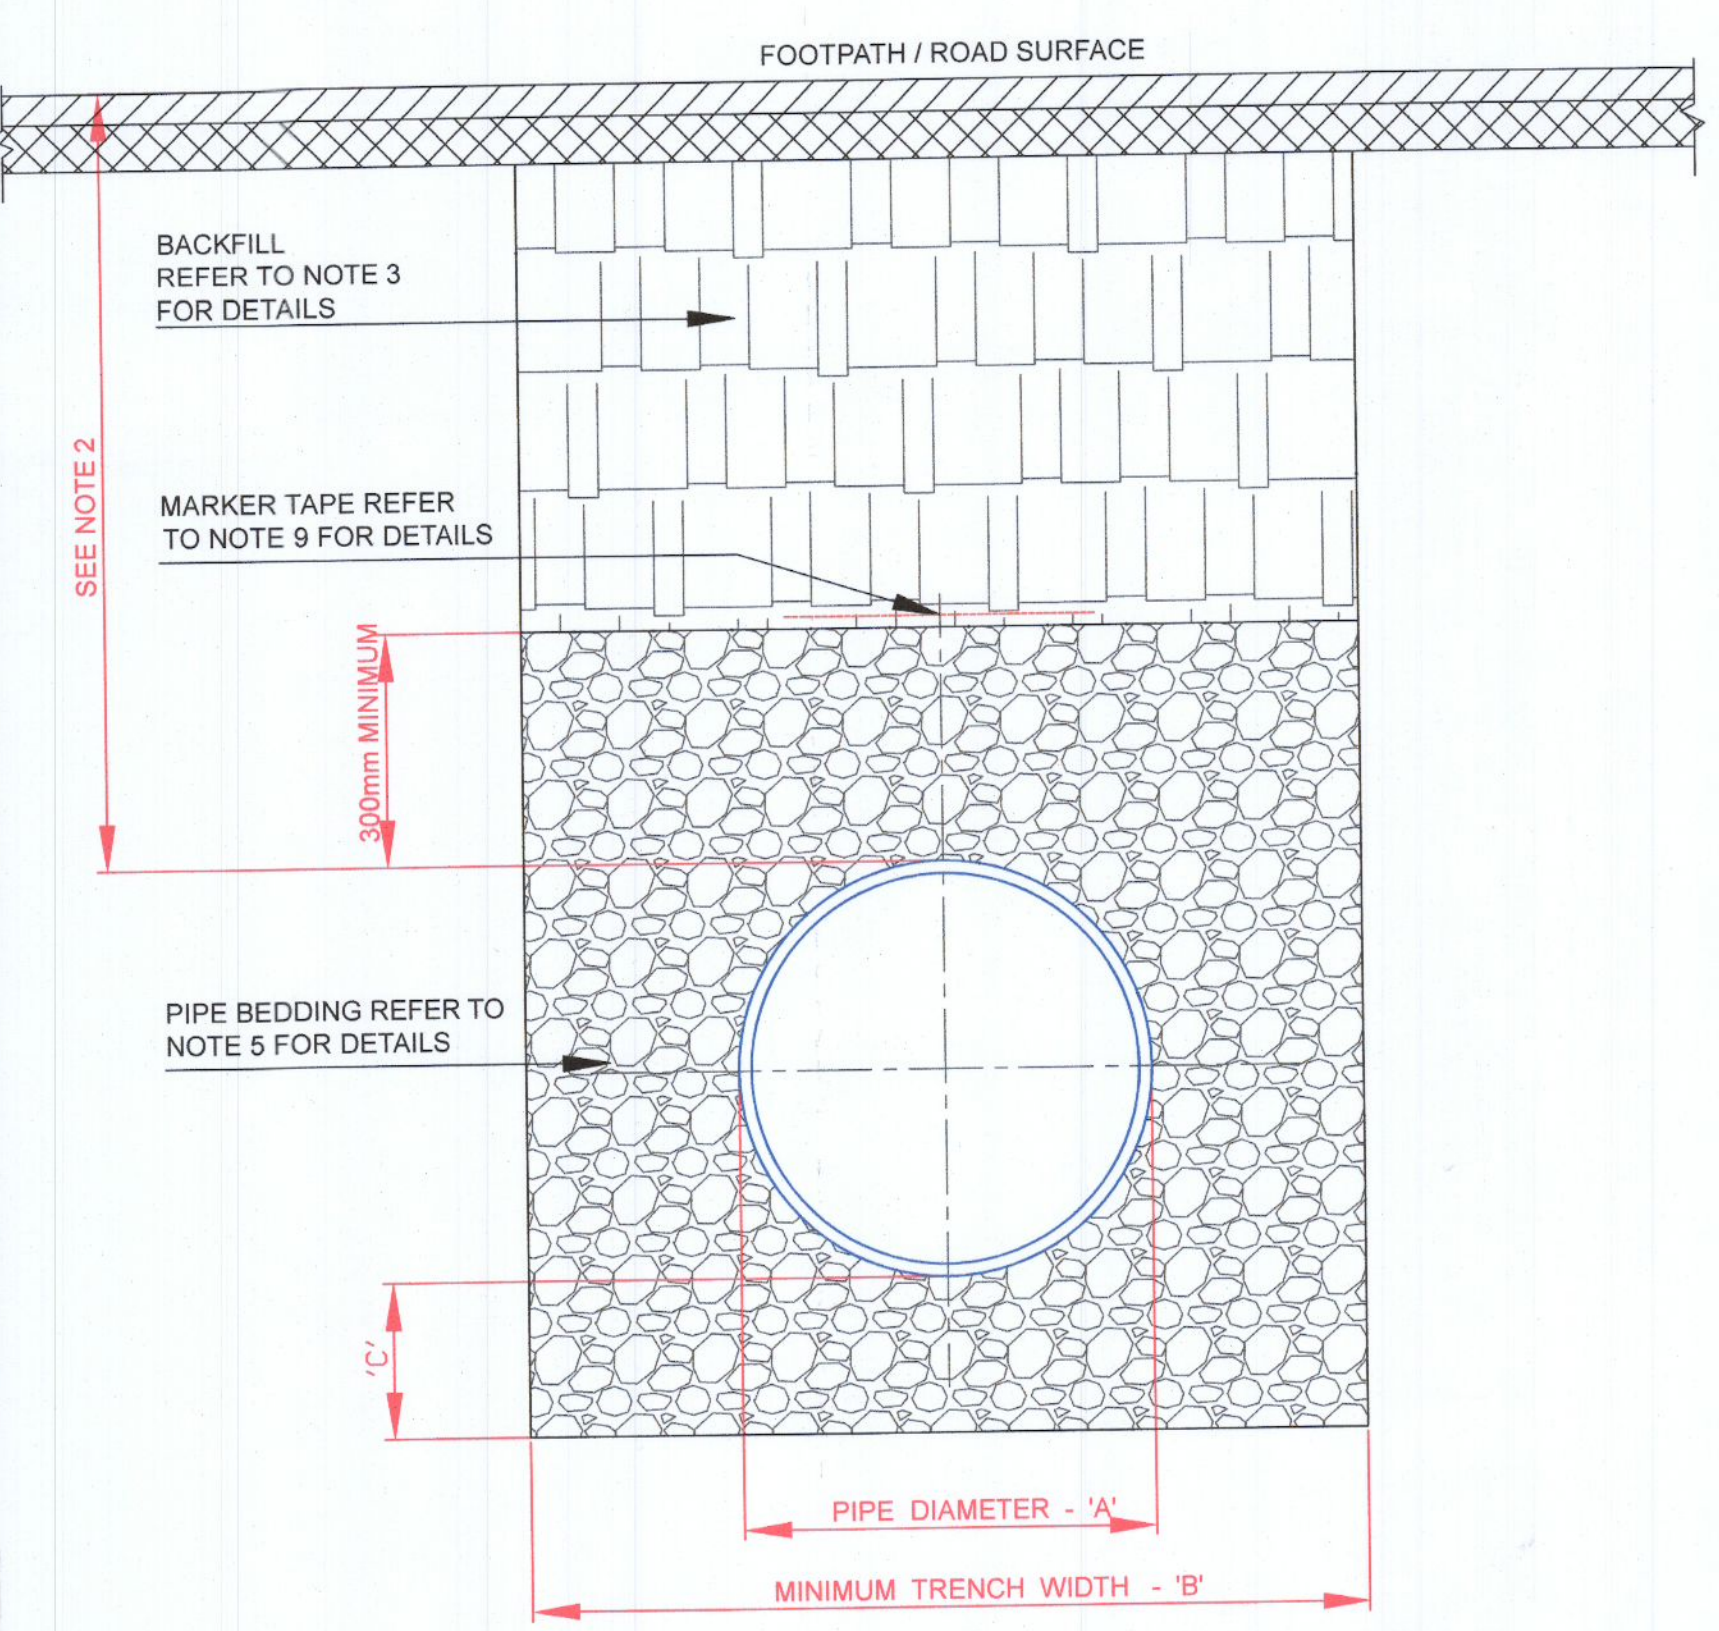 FOOTPATH / ROAD SURFACE
BACKFILL
REFER TO NOTE 3
FOR DETAILS
SEE NOTE 2
MARKER TAPE REFER
TO NOTE 9 FOR DETAILS
300mm MINIMUM
PIPE BEDDING REFER TO
NOTE 5 FOR DETAILS
'C'
PIPE DIAMETER - 'A'
MINIMUM TRENCH WIDTH - 'B'